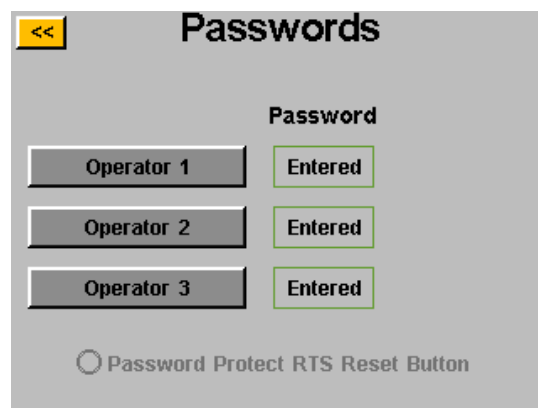 << Passwords
Password
Operator 1 Entered
Operator 2 Entered
Operator 3 Entered
Password Protect RTS Reset Button